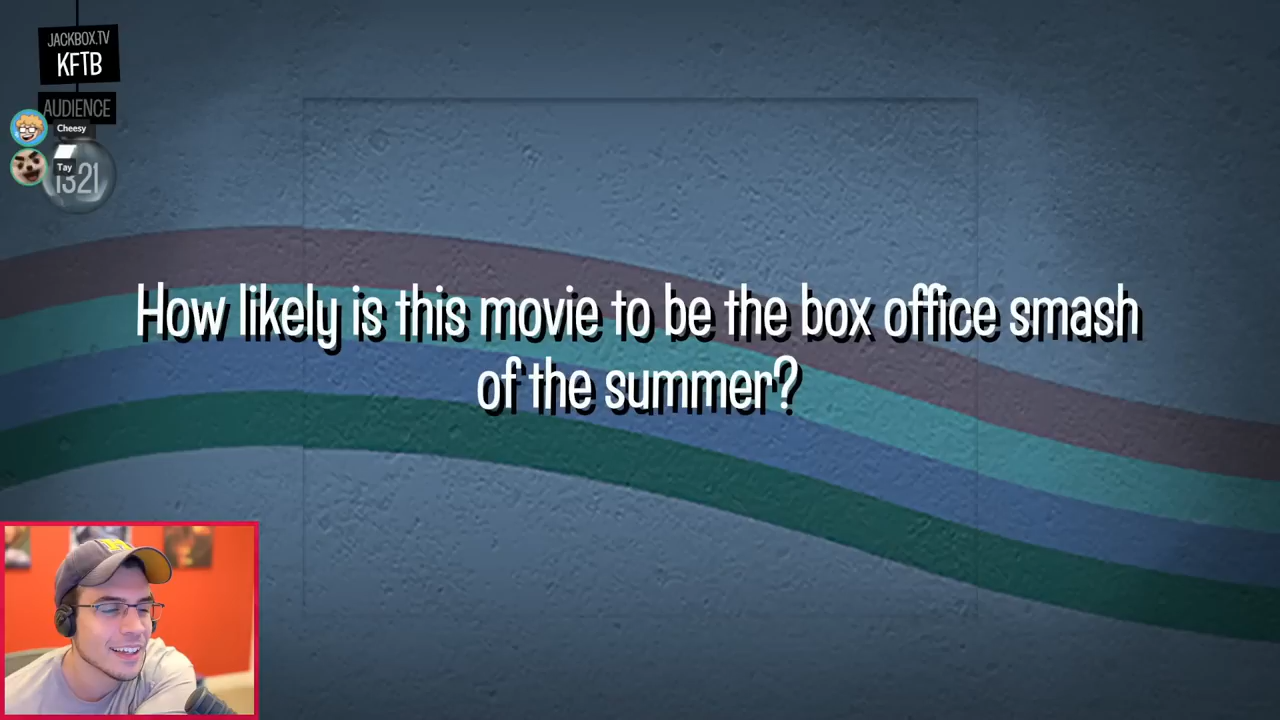 JACKBOX.TV
KFTB
AUDIENCE
Cheesy
Tay
1321
How likely is this movie to be the box office smash
of the summer?